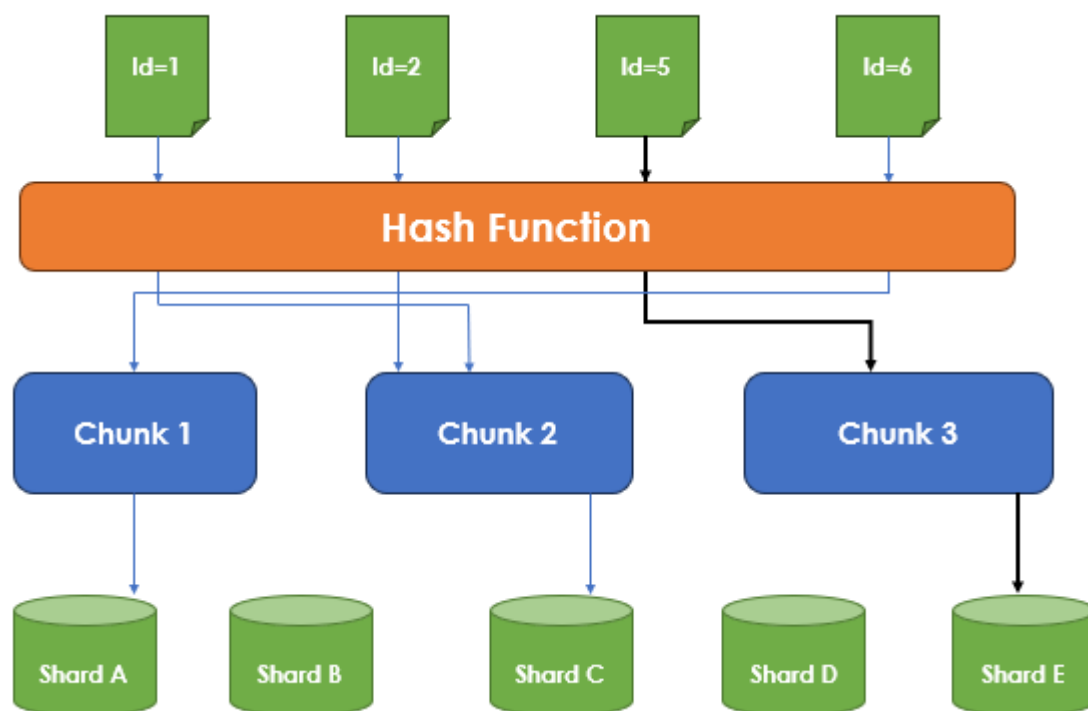 Id=1
Id=2
Id=5
Id=6
Hash Function
Chunk 1
Chunk 2
Chunk 3
Shard A
Shard B
Shard C
Shard D
Shard E